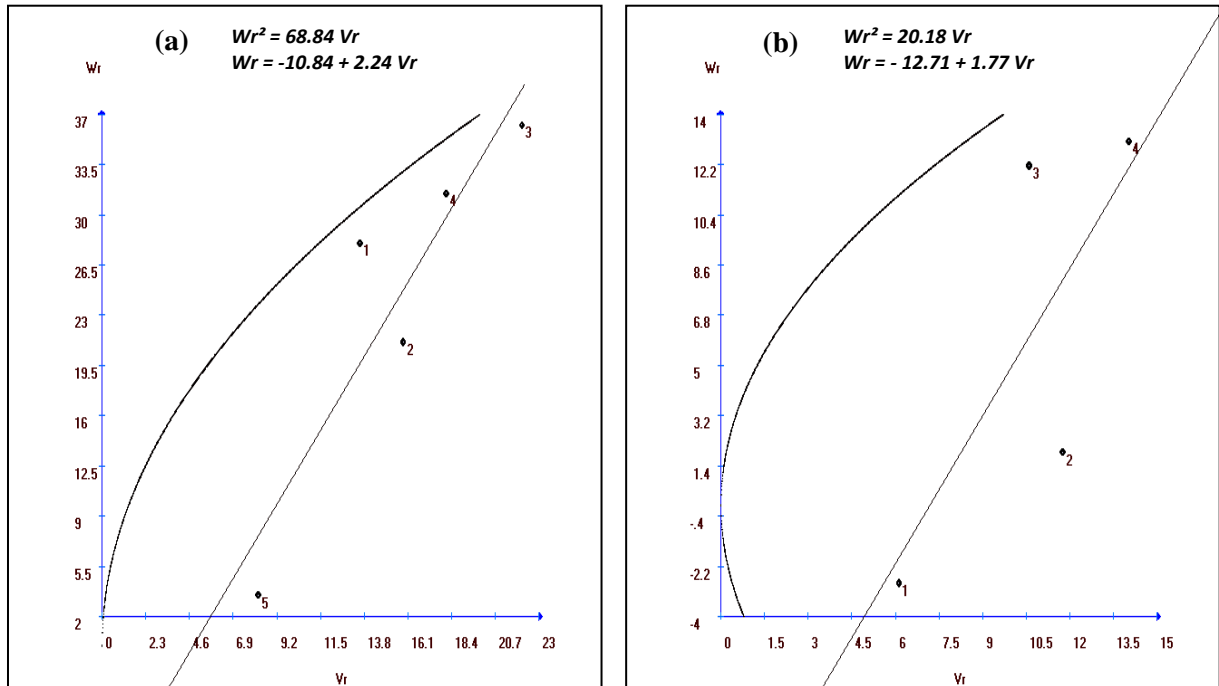 (a)
Wr² = 68.84 Vr
Wr = -10.84 + 2.24 Vr
Wr
37
33.5
30
26.5
23
19.5
16
12.5
9
5.5
2
3
4
1
2
5
.0 2.3 4.6 6.9 9.2 11.5 13.8 16.1 18.4 20.7 23
Vr
(b)
Wr² = 20.18 Vr
Wr = - 12.71 + 1.77 Vr
Wr
14
12.2
10.4
8.6
6.8
5
3.2
1.4
-.4
-2.2
-4
4
3
2
1
0 1.5 3 4.5 6 7.5 9 10.5 12 13.5 15
Vr